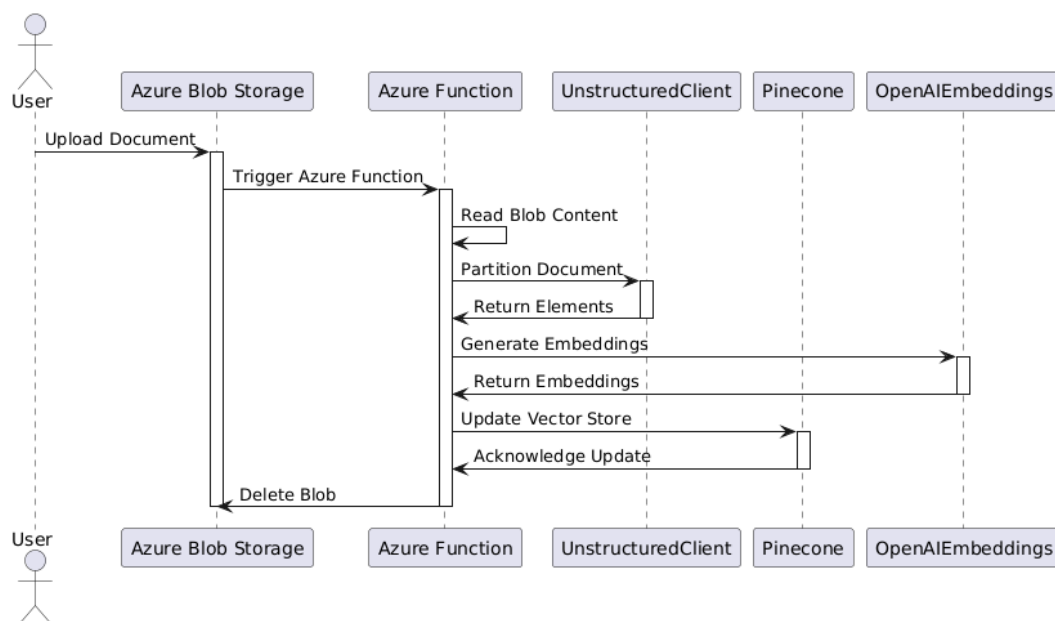 User
Azure Blob Storage
Azure Function
UnstructuredClient
Pinecone
OpenAIEmbeddings
Upload Document
Trigger Azure Function
Read Blob Content
Partition Document
Return Elements
Generate Embeddings
Return Embeddings
Update Vector Store
Acknowledge Update
Delete Blob
User
Azure Blob Storage
Azure Function
UnstructuredClient
Pinecone
OpenAIEmbeddings